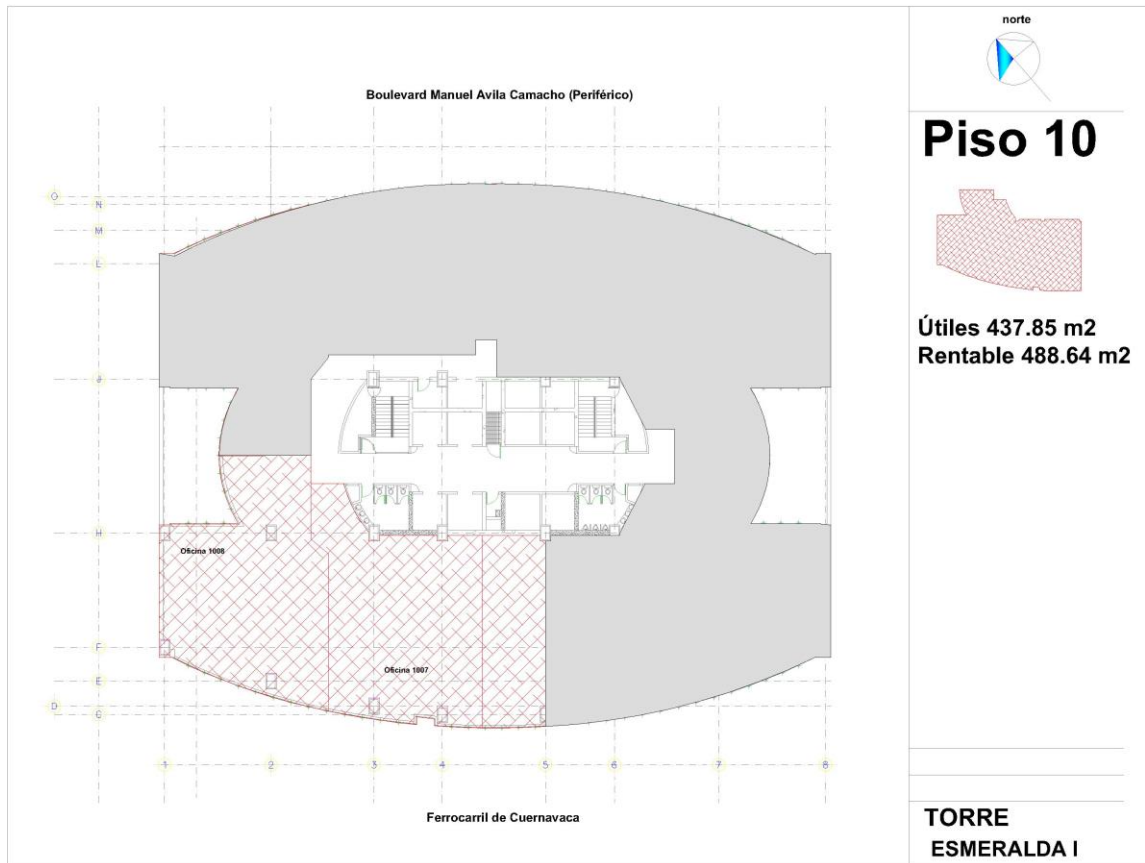 norte
Boulevard Manuel Avila Camacho (Periférico)
Piso 10
Útiles 437.85 m2
Rentable 488.64 m2
O
N
M
L
J
H
Oficina 1008
F
Oficina 1007
E
D
C
1
2
3
4
5
6
7
8
Ferrocarril de Cuernavaca
TORRE
ESMERALDA I